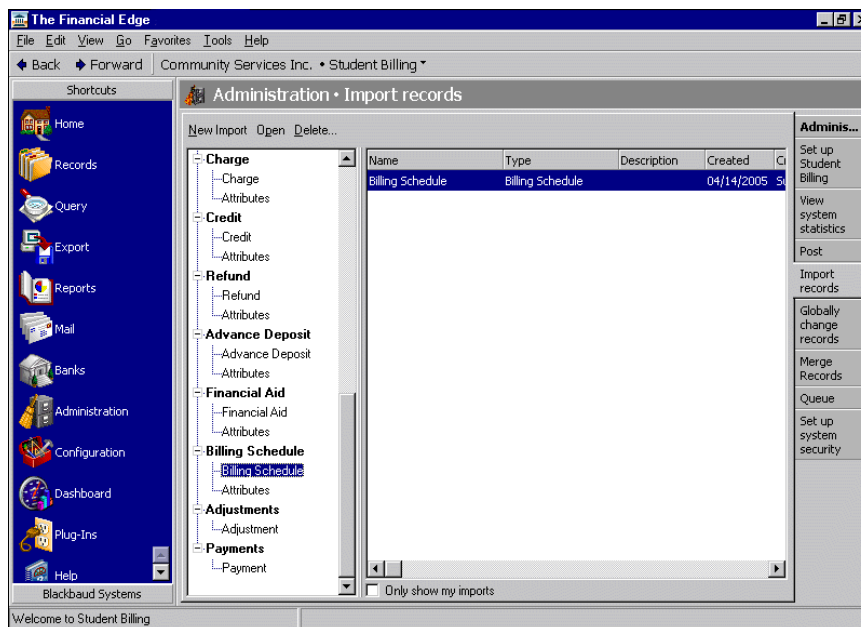 The Financial Edge
File Edit View Go Favorites Tools Help
Back Forward Community Services Inc. • Student Billing
Shortcuts
Home
Records
Query
Export
Reports
Mail
Banks
Administration
Configuration
Dashboard
Plug-Ins
Help
Blackbaud Systems
Administration • Import records
New Import Open Delete...
Charge
Charge
Attributes
Credit
Credit
Attributes
Refund
Refund
Attributes
Advance Deposit
Advance Deposit
Attributes
Financial Aid
Financial Aid
Attributes
Billing Schedule
Billing Schedule
Attributes
Adjustments
Adjustment
Payments
Payment
Name Type Description Created
Billing Schedule Billing Schedule 04/14/2005
Only show my imports
Adminis...
Set up
Student
Billing
View
system
statistics
Post
Import
records
Globally
change
records
Merge
Records
Queue
Set up
system
security
Welcome to Student Billing